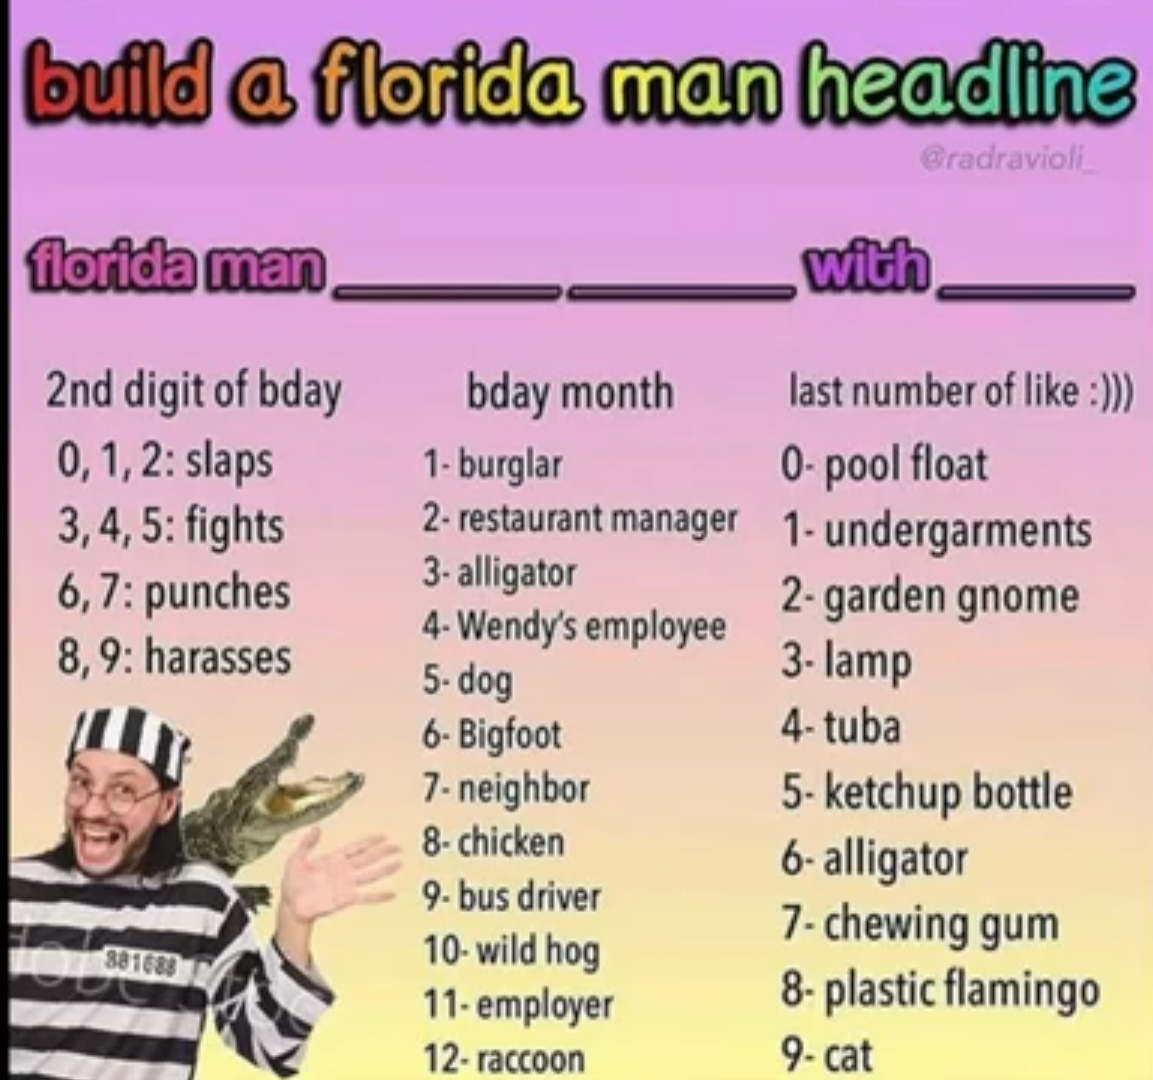 build a florida man headline
@radravioli_
florida man ________ ________ with ________
2nd digit of bday
0, 1, 2: slaps
3, 4, 5: fights
6, 7: punches
8, 9: harasses
bday month
1- burglar
2- restaurant manager
3- alligator
4- Wendy's employee
5- dog
6- Bigfoot
7- neighbor
8- chicken
9- bus driver
10- wild hog
11- employer
12- raccoon
last number of like :)))
0- pool float
1- undergarments
2- garden gnome
3- lamp
4- tuba
5- ketchup bottle
6- alligator
7- chewing gum
8- plastic flamingo
9- cat